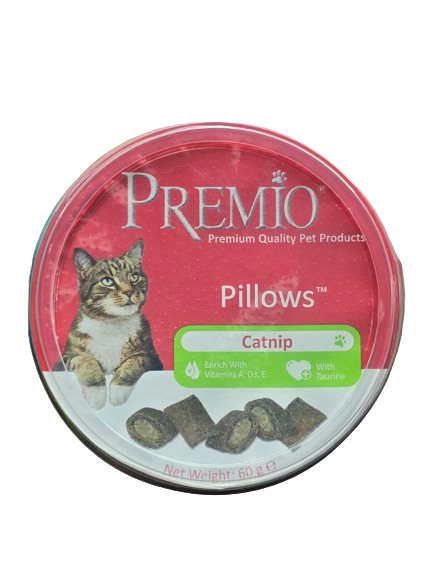 PREMIO®
Premium Quality Pet Products
Pillows™
Catnip
Enrich With
Vitamins A, D3, E
With
Taurine
Net Weight: 60 g ℮